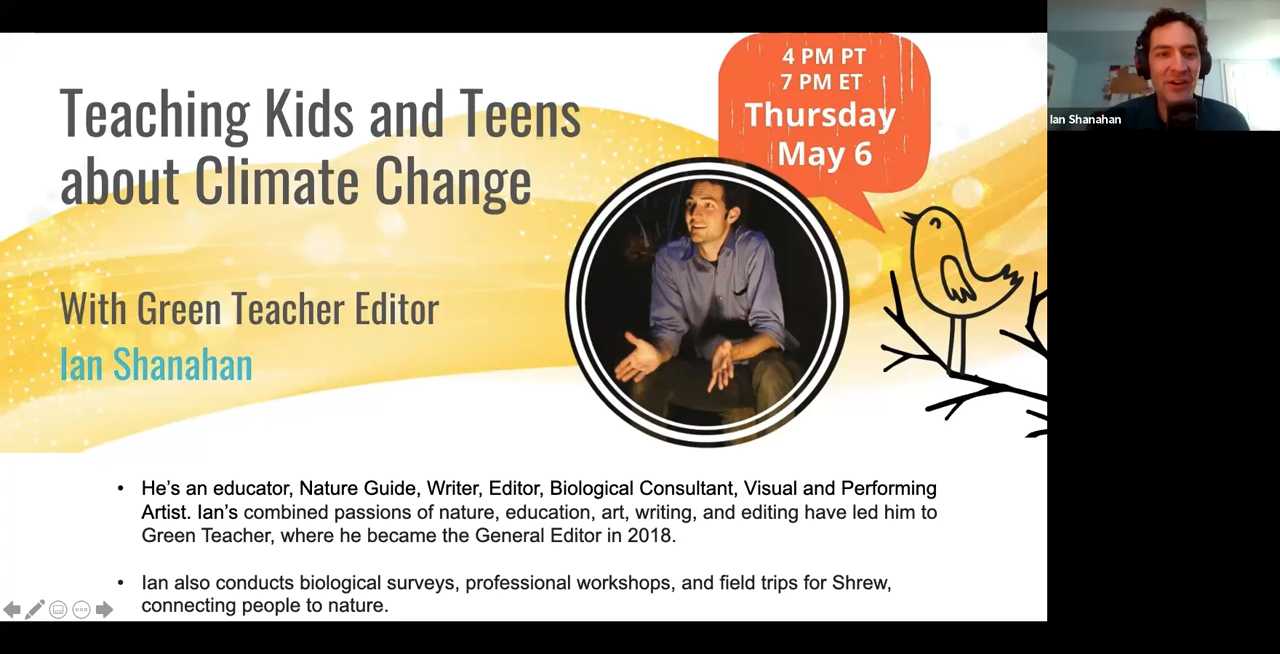 Teaching Kids and Teens
about Climate Change
4 PM PT
7 PM ET
Thursday
May 6
With Green Teacher Editor
Ian Shanahan
Ian Shanahan
• He's an educator, Nature Guide, Writer, Editor, Biological Consultant, Visual and Performing
Artist. Ian's combined passions of nature, education, art, writing, and editing have led him to
Green Teacher, where he became the General Editor in 2018.
• Ian also conducts biological surveys, professional workshops, and field trips for Shrew,
connecting people to nature.